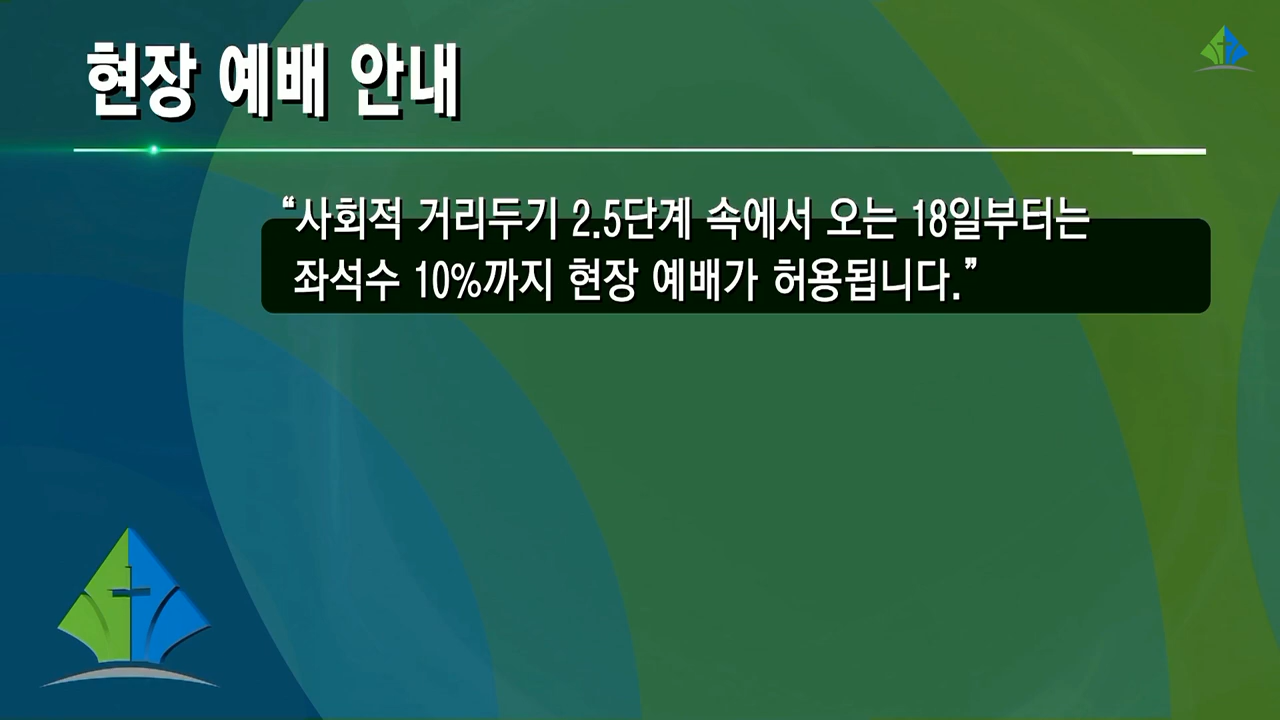 현장 예배 안내
“사회적 거리두기 2.5단계 속에서 오는 18일부터는
좌석수 10%까지 현장 예배가 허용됩니다.”